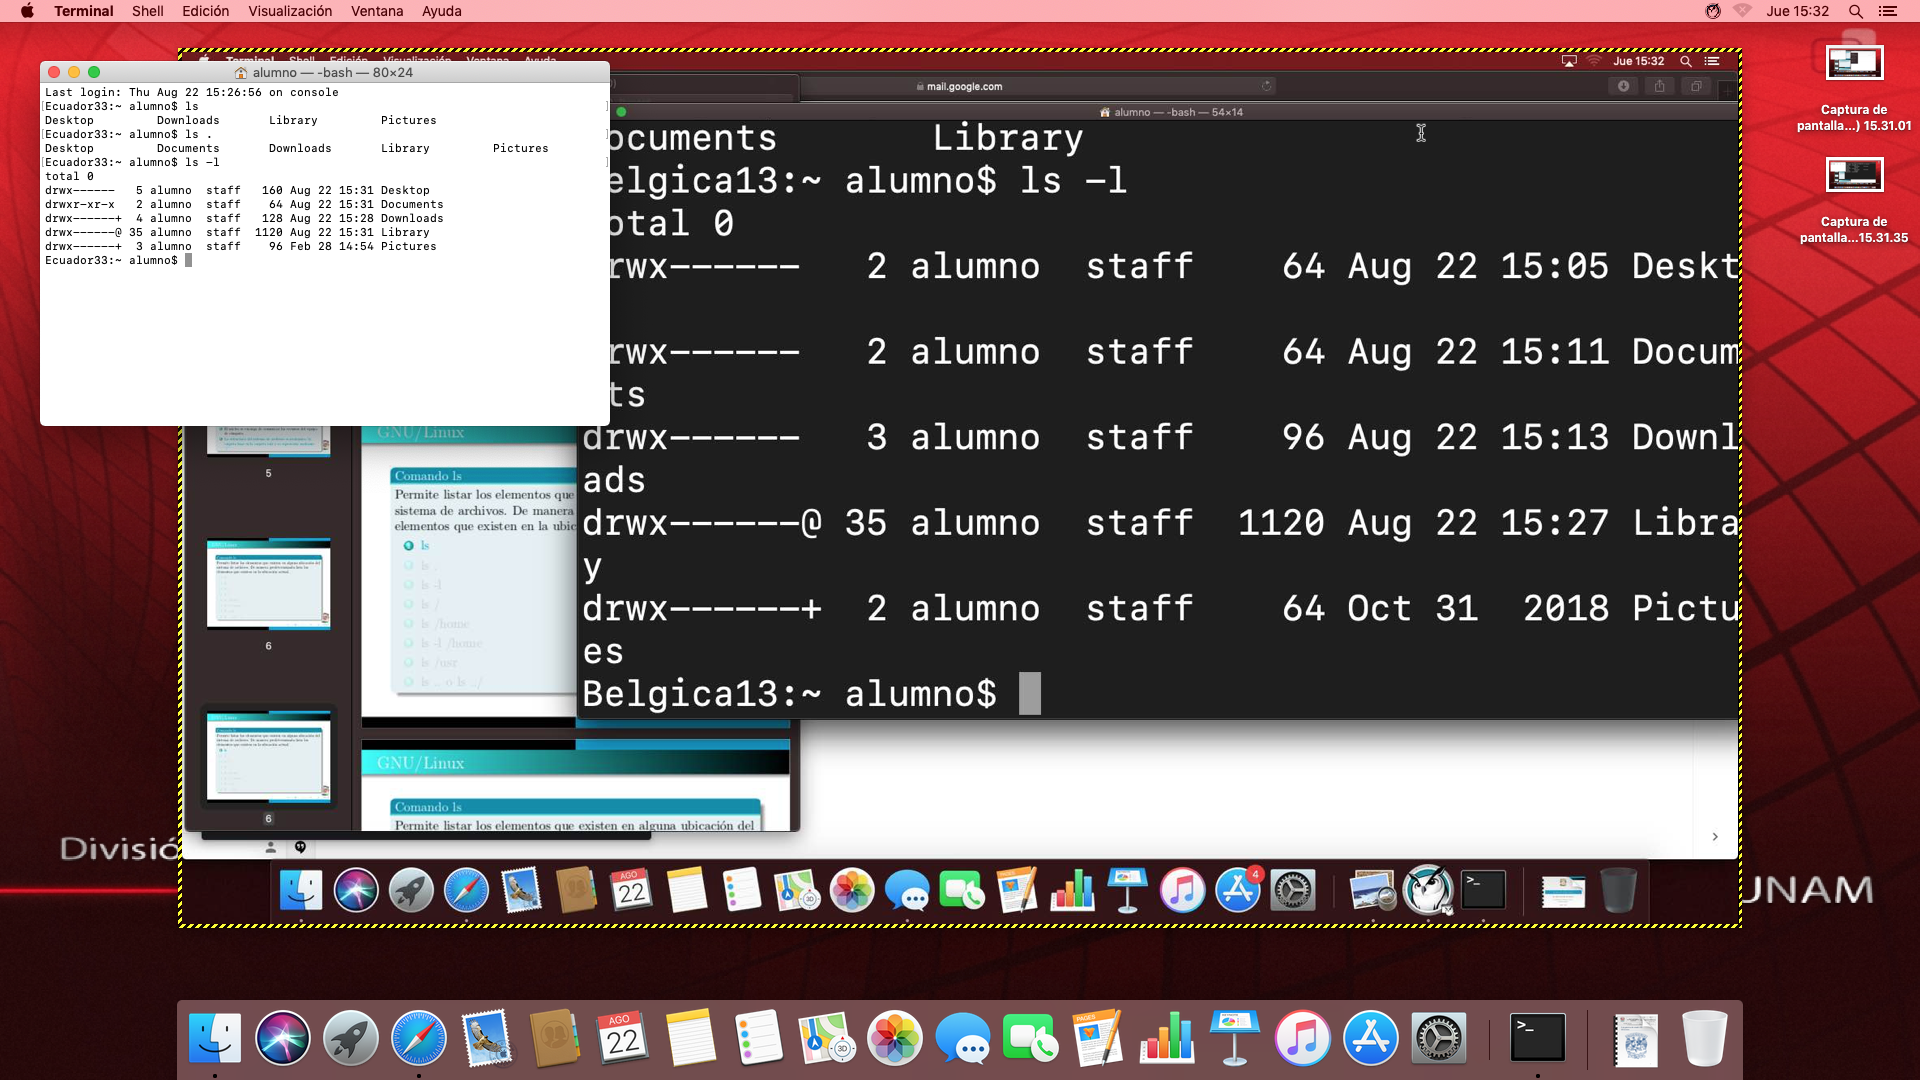 Terminal Shell Edición Visualización Ventana Ayuda
Jue 15:32
Terminal Shell Edición Visualización Ventana Ayuda
Jue 15:32
mail.google.com
alumno — -bash — 80×24
Last login: Thu Aug 22 15:26:56 on console
[Ecuador33:~ alumno$ ls ]
Desktop Downloads Library Pictures
[Ecuador33:~ alumno$ ls . ]
Desktop Documents Downloads Library Pictures
[Ecuador33:~ alumno$ ls -l ]
total 0
drwx------ 5 alumno staff 160 Aug 22 15:31 Desktop
drwxr-xr-x 2 alumno staff 64 Aug 22 15:31 Documents
drwx------+ 4 alumno staff 128 Aug 22 15:28 Downloads
drwx------@ 35 alumno staff 1120 Aug 22 15:31 Library
drwx------+ 3 alumno staff 96 Feb 28 14:54 Pictures
Ecuador33:~ alumno$
alumno — -bash — 54×14
ocuments Library
elgica13:~ alumno$ ls -l
otal 0
rwx------ 2 alumno staff 64 Aug 22 15:05 Deskt
rwx------ 2 alumno staff 64 Aug 22 15:11 Docum
ts
drwx------ 3 alumno staff 96 Aug 22 15:13 Downl
ads
drwx------@ 35 alumno staff 1120 Aug 22 15:27 Libra
y
drwx------+ 2 alumno staff 64 Oct 31 2018 Pictu
es
Belgica13:~ alumno$
Captura de
pantalla...) 15.31.01
Captura de
pantalla...15.31.35
5
6
6
GNU/Linux
Comando ls
Permite listar los elementos que
sistema de archivos. De manera
elementos que existen en la ubic
ls
ls .
ls -l
ls /
ls /home
ls -l /home
ls /usr
ls .. o ls ../
GNU/Linux
Comando ls
Permite listar los elementos que existen en alguna ubicación del
Divisió
UNAM
AGO
22
3D
4
>_
AGO
22
3D
PAGES
>_